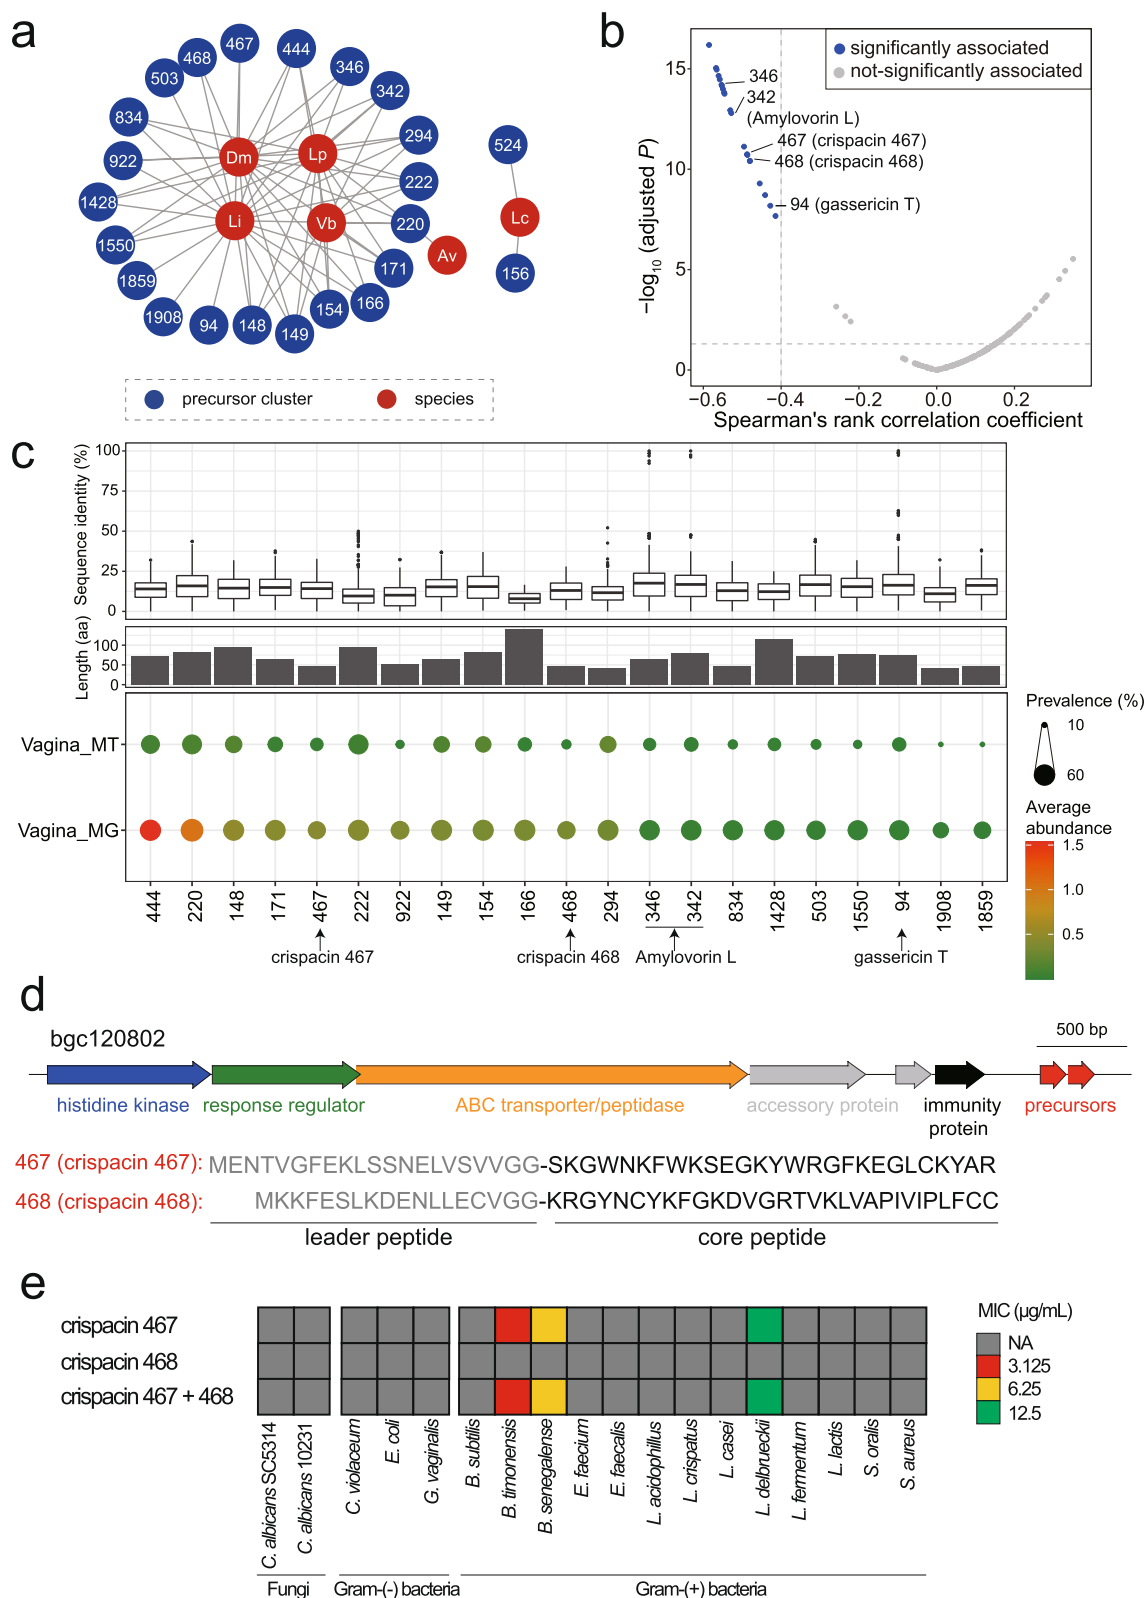 a
467
444
468
346
503
342
834
294
922
Dm
Lp
524
222
1428
Li
Vb
220
Lc
1550
Av
171
156
1859
166
1908
94
148
149
154
precursor cluster
species
b
significantly associated
not-significantly associated
15
10
5
0
346
342
(Amylovorin L)
467 (crispacin 467)
468 (crispacin 468)
94 (gassericin T)
−log10 (adjusted P)
−0.6 −0.4 −0.2 0.0 0.2
Spearman's rank correlation coefficient
c
Sequence identity (%)
100
75
50
25
0
Length (aa)
100
50
0
Vagina_MT
Vagina_MG
Prevalence (%)
10
60
Average
abundance
1.5
1.0
0.5
444 220 148 171 467 222 922 149 154 166 468 294 346 342 834 1428 503 1550 94 1908 1859
crispacin 467 crispacin 468 Amylovorin L gassericin T
d
bgc120802
500 bp
histidine kinase response regulator ABC transporter/peptidase accessory protein immunity protein precursors
467 (crispacin 467): MENTVGFEKLSSNELVSVVGG-SKGWNKFWKSEGKYWRGFKEGLCKYAR
468 (crispacin 468): MKKFESLKDENLLECVGG-KRGYNCYKFGKDVGRTVKLVAPIVIPLFCC
leader peptide core peptide
e
crispacin 467
crispacin 468
crispacin 467 + 468
MIC (µg/mL)
NA
3.125
6.25
12.5
C. albicans SC5314
C. albicans 10231
C. violaceum
E. coli
G. vaginalis
B. subtilis
B. timonensis
B. senegalense
E. faecium
E. faecalis
L. acidophillus
L. crispatus
L. casei
L. delbrueckii
L. fermentum
L. lactis
S. oralis
S. aureus
Fungi Gram-(-) bacteria Gram-(+) bacteria